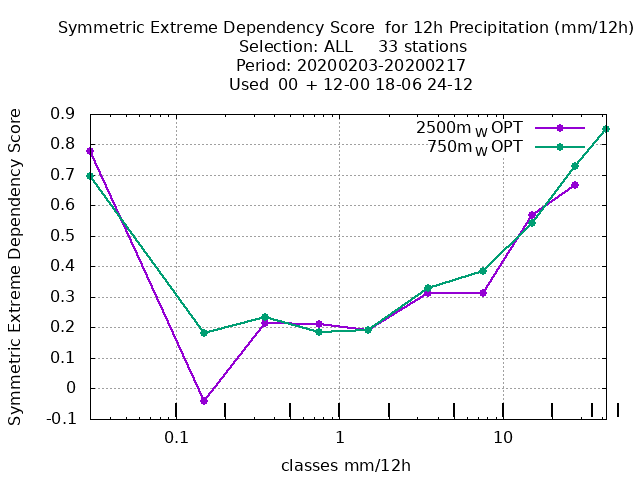 Symmetric Extreme Dependency Score  for 12h Precipitation (mm/12h)
Selection: ALL     33 stations
Period: 20200203-20200217
Used  00  + 12-00 18-06 24-12
Symmetric Extreme Dependency Score
0.9
0.8
0.7
0.6
0.5
0.4
0.3
0.2
0.1
0
-0.1
2500m W OPT
750m W OPT
0.1
1
10
classes mm/12h